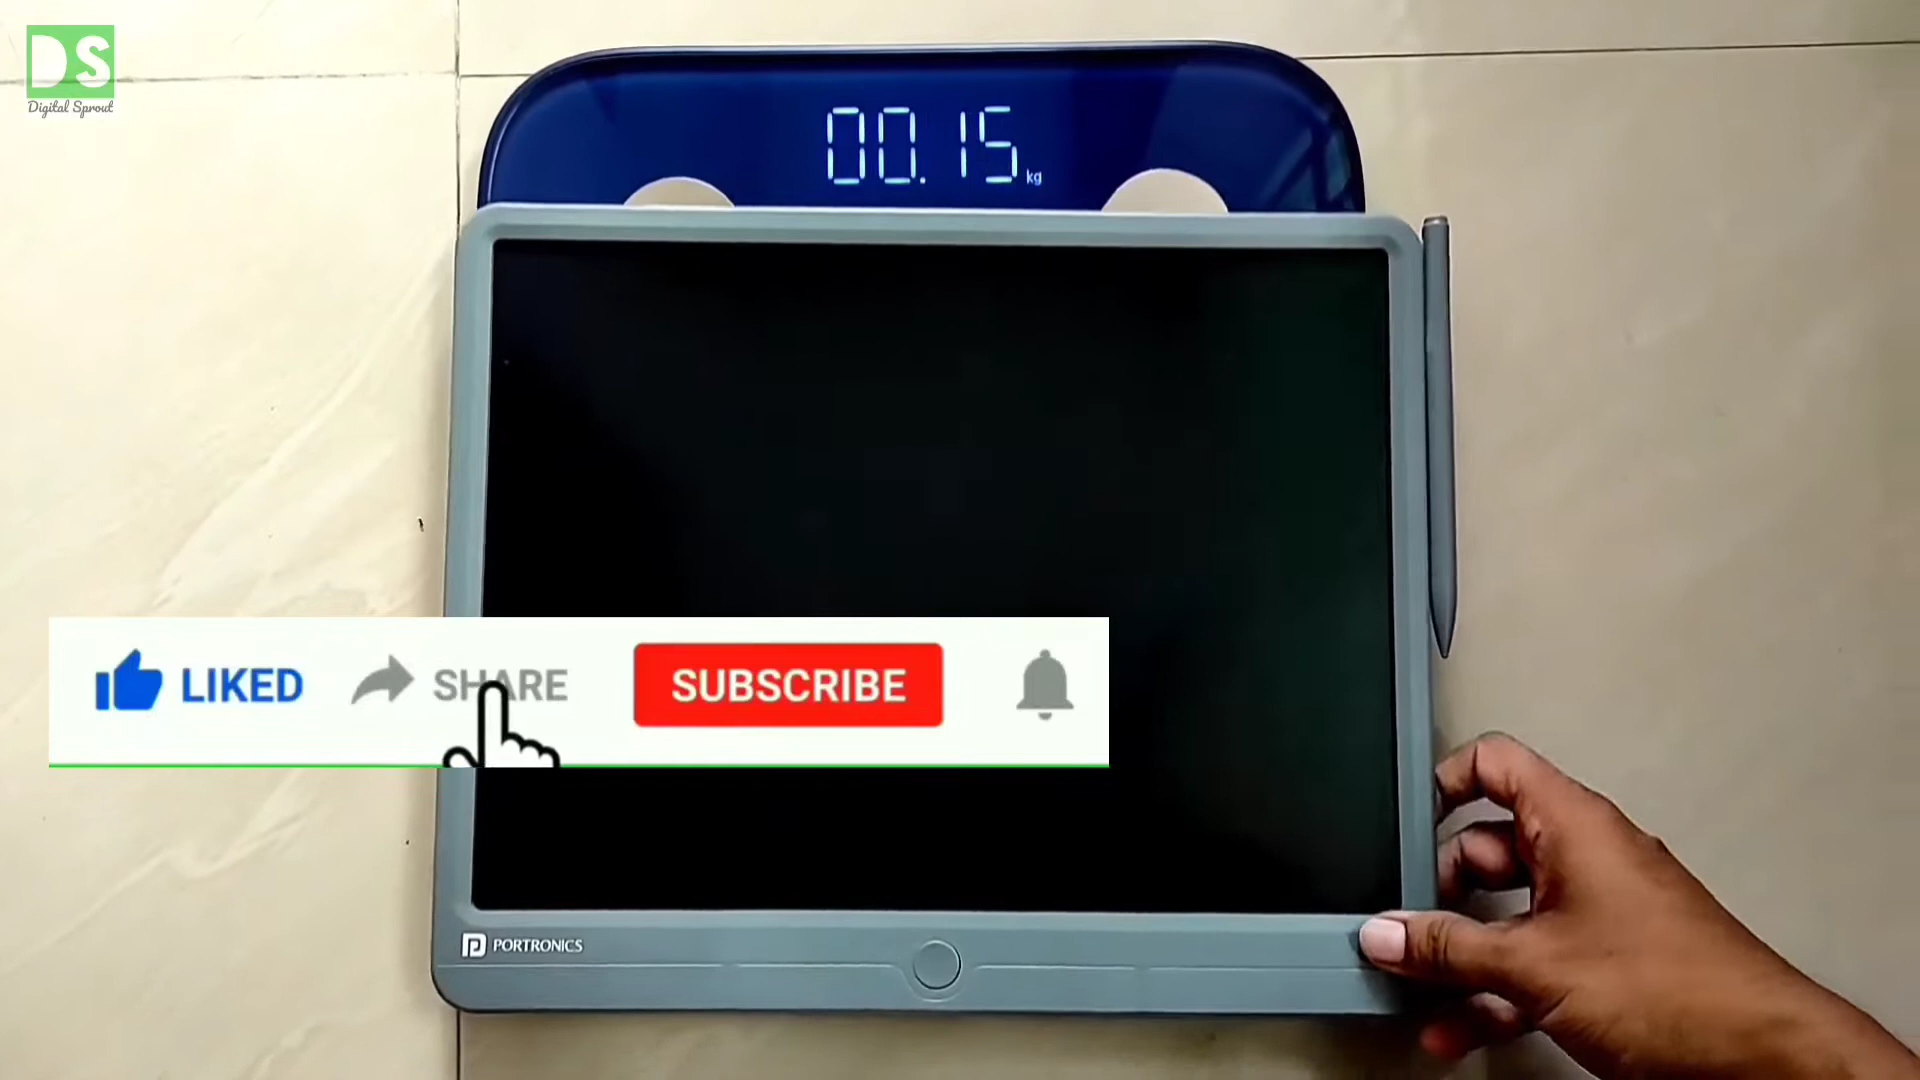 DS
Digital Sprout
00.15 kg
LIKED SHARE SUBSCRIBE
PORTRONICS